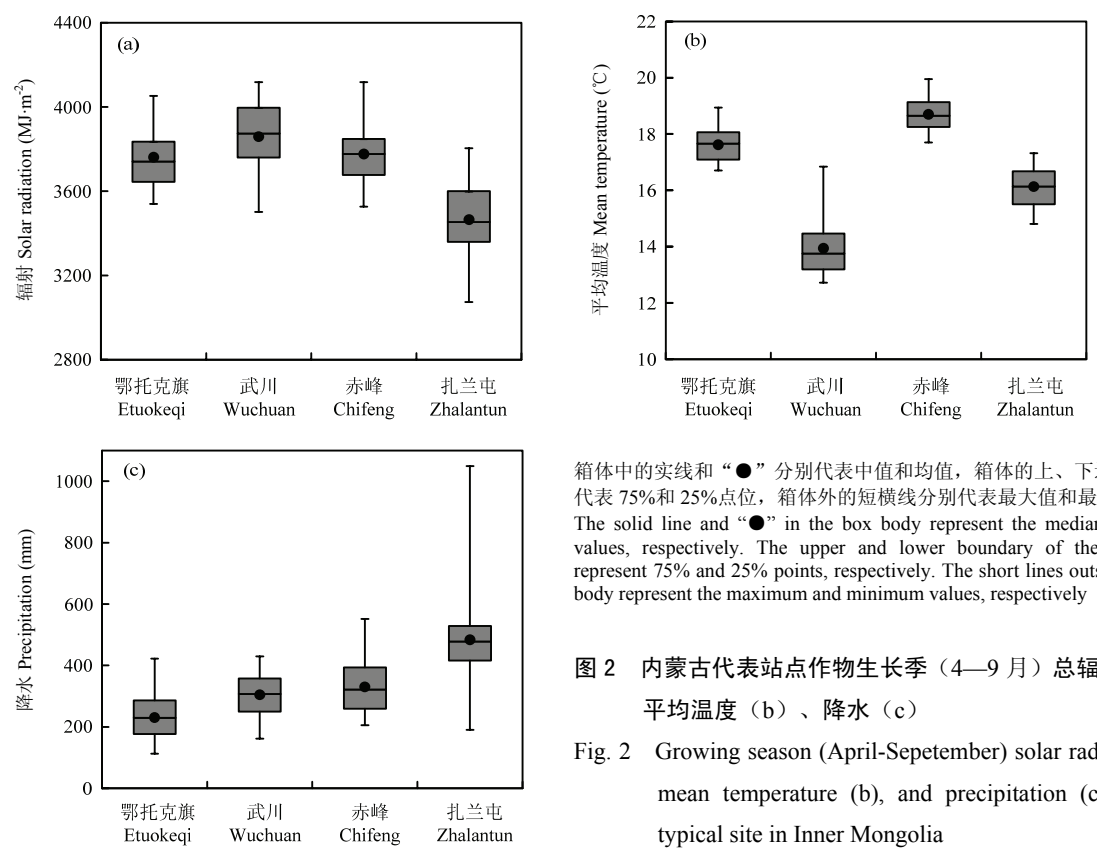 (a)
4400
4000
3600
3200
2800
辐射 Solar radiation (MJ·m-2)
鄂托克旗 武川 赤峰 扎兰屯
Etuokeqi Wuchuan Chifeng Zhalantun
(b)
22
20
18
16
14
12
10
平均温度 Mean temperature (℃)
鄂托克旗 武川 赤峰 扎兰屯
Etuokeqi Wuchuan Chifeng Zhalantun
(c)
1000
800
600
400
200
0
降水 Precipitation (mm)
鄂托克旗 武川 赤峰 扎兰屯
Etuokeqi Wuchuan Chifeng Zhalantun
箱体中的实线和“●”分别代表中值和均值，箱体的上、下
代表 75%和 25%点位，箱体外的短横线分别代表最大值和最
The solid line and “●” in the box body represent the median
values, respectively. The upper and lower boundary of the
represent 75% and 25% points, respectively. The short lines outs
body represent the maximum and minimum values, respectively
图 2 内蒙古代表站点作物生长季（4—9 月）总辐
平均温度（b）、降水（c）
Fig. 2 Growing season (April-Sepetember) solar rad
mean temperature (b), and precipitation (c
typical site in Inner Mongolia